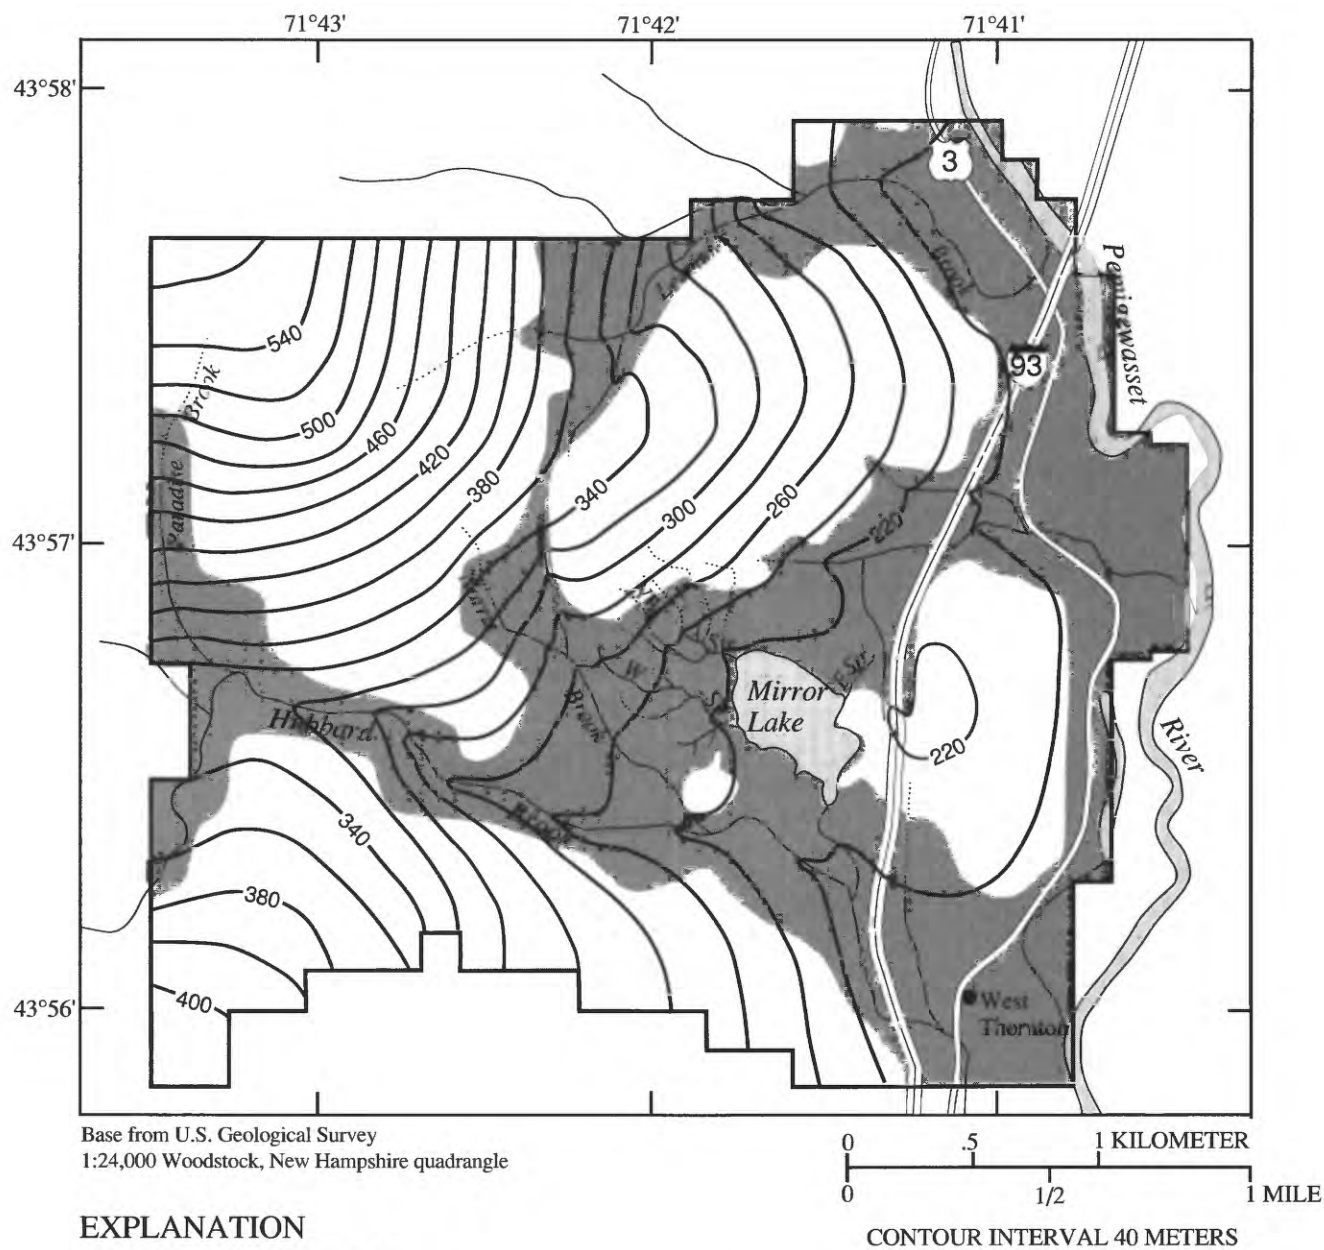 71°43'
71°42'
71°41'
43°58'
3
Pemigewasset
Brook
540
93
Brook
500
460
420
380
340
300
260
220
Paradise
43°57'
W
Mirror
Lake
Hubbard
Brook
220
River
340
Brook
380
400
43°56'
West
Thornton
Base from U.S. Geological Survey
1:24,000 Woodstock, New Hampshire quadrangle
0 .5 1 KILOMETER
0 1/2 1 MILE
EXPLANATION
CONTOUR INTERVAL 40 METERS